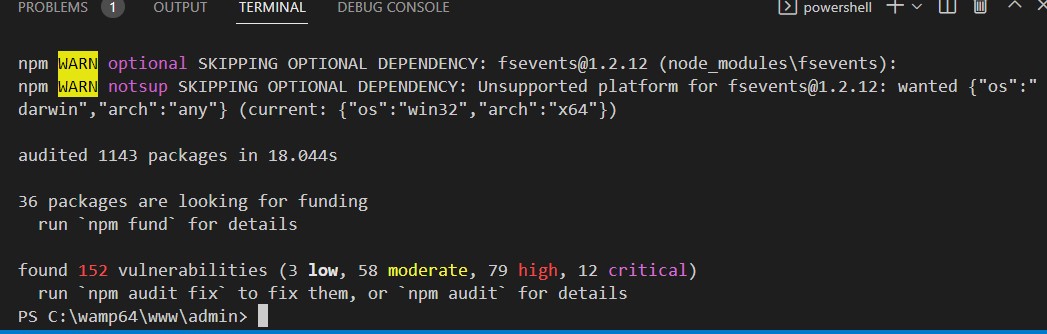 PROBLEMS 1 OUTPUT TERMINAL DEBUG CONSOLE powershell
npm WARN optional SKIPPING OPTIONAL DEPENDENCY: fsevents@1.2.12 (node_modules\fsevents):
npm WARN notsup SKIPPING OPTIONAL DEPENDENCY: Unsupported platform for fsevents@1.2.12: wanted {"os":"
darwin","arch":"any"} (current: {"os":"win32","arch":"x64"})
audited 1143 packages in 18.044s
36 packages are looking for funding
run `npm fund` for details
found 152 vulnerabilities (3 low, 58 moderate, 79 high, 12 critical)
run `npm audit fix` to fix them, or `npm audit` for details
PS C:\wamp64\www\admin>